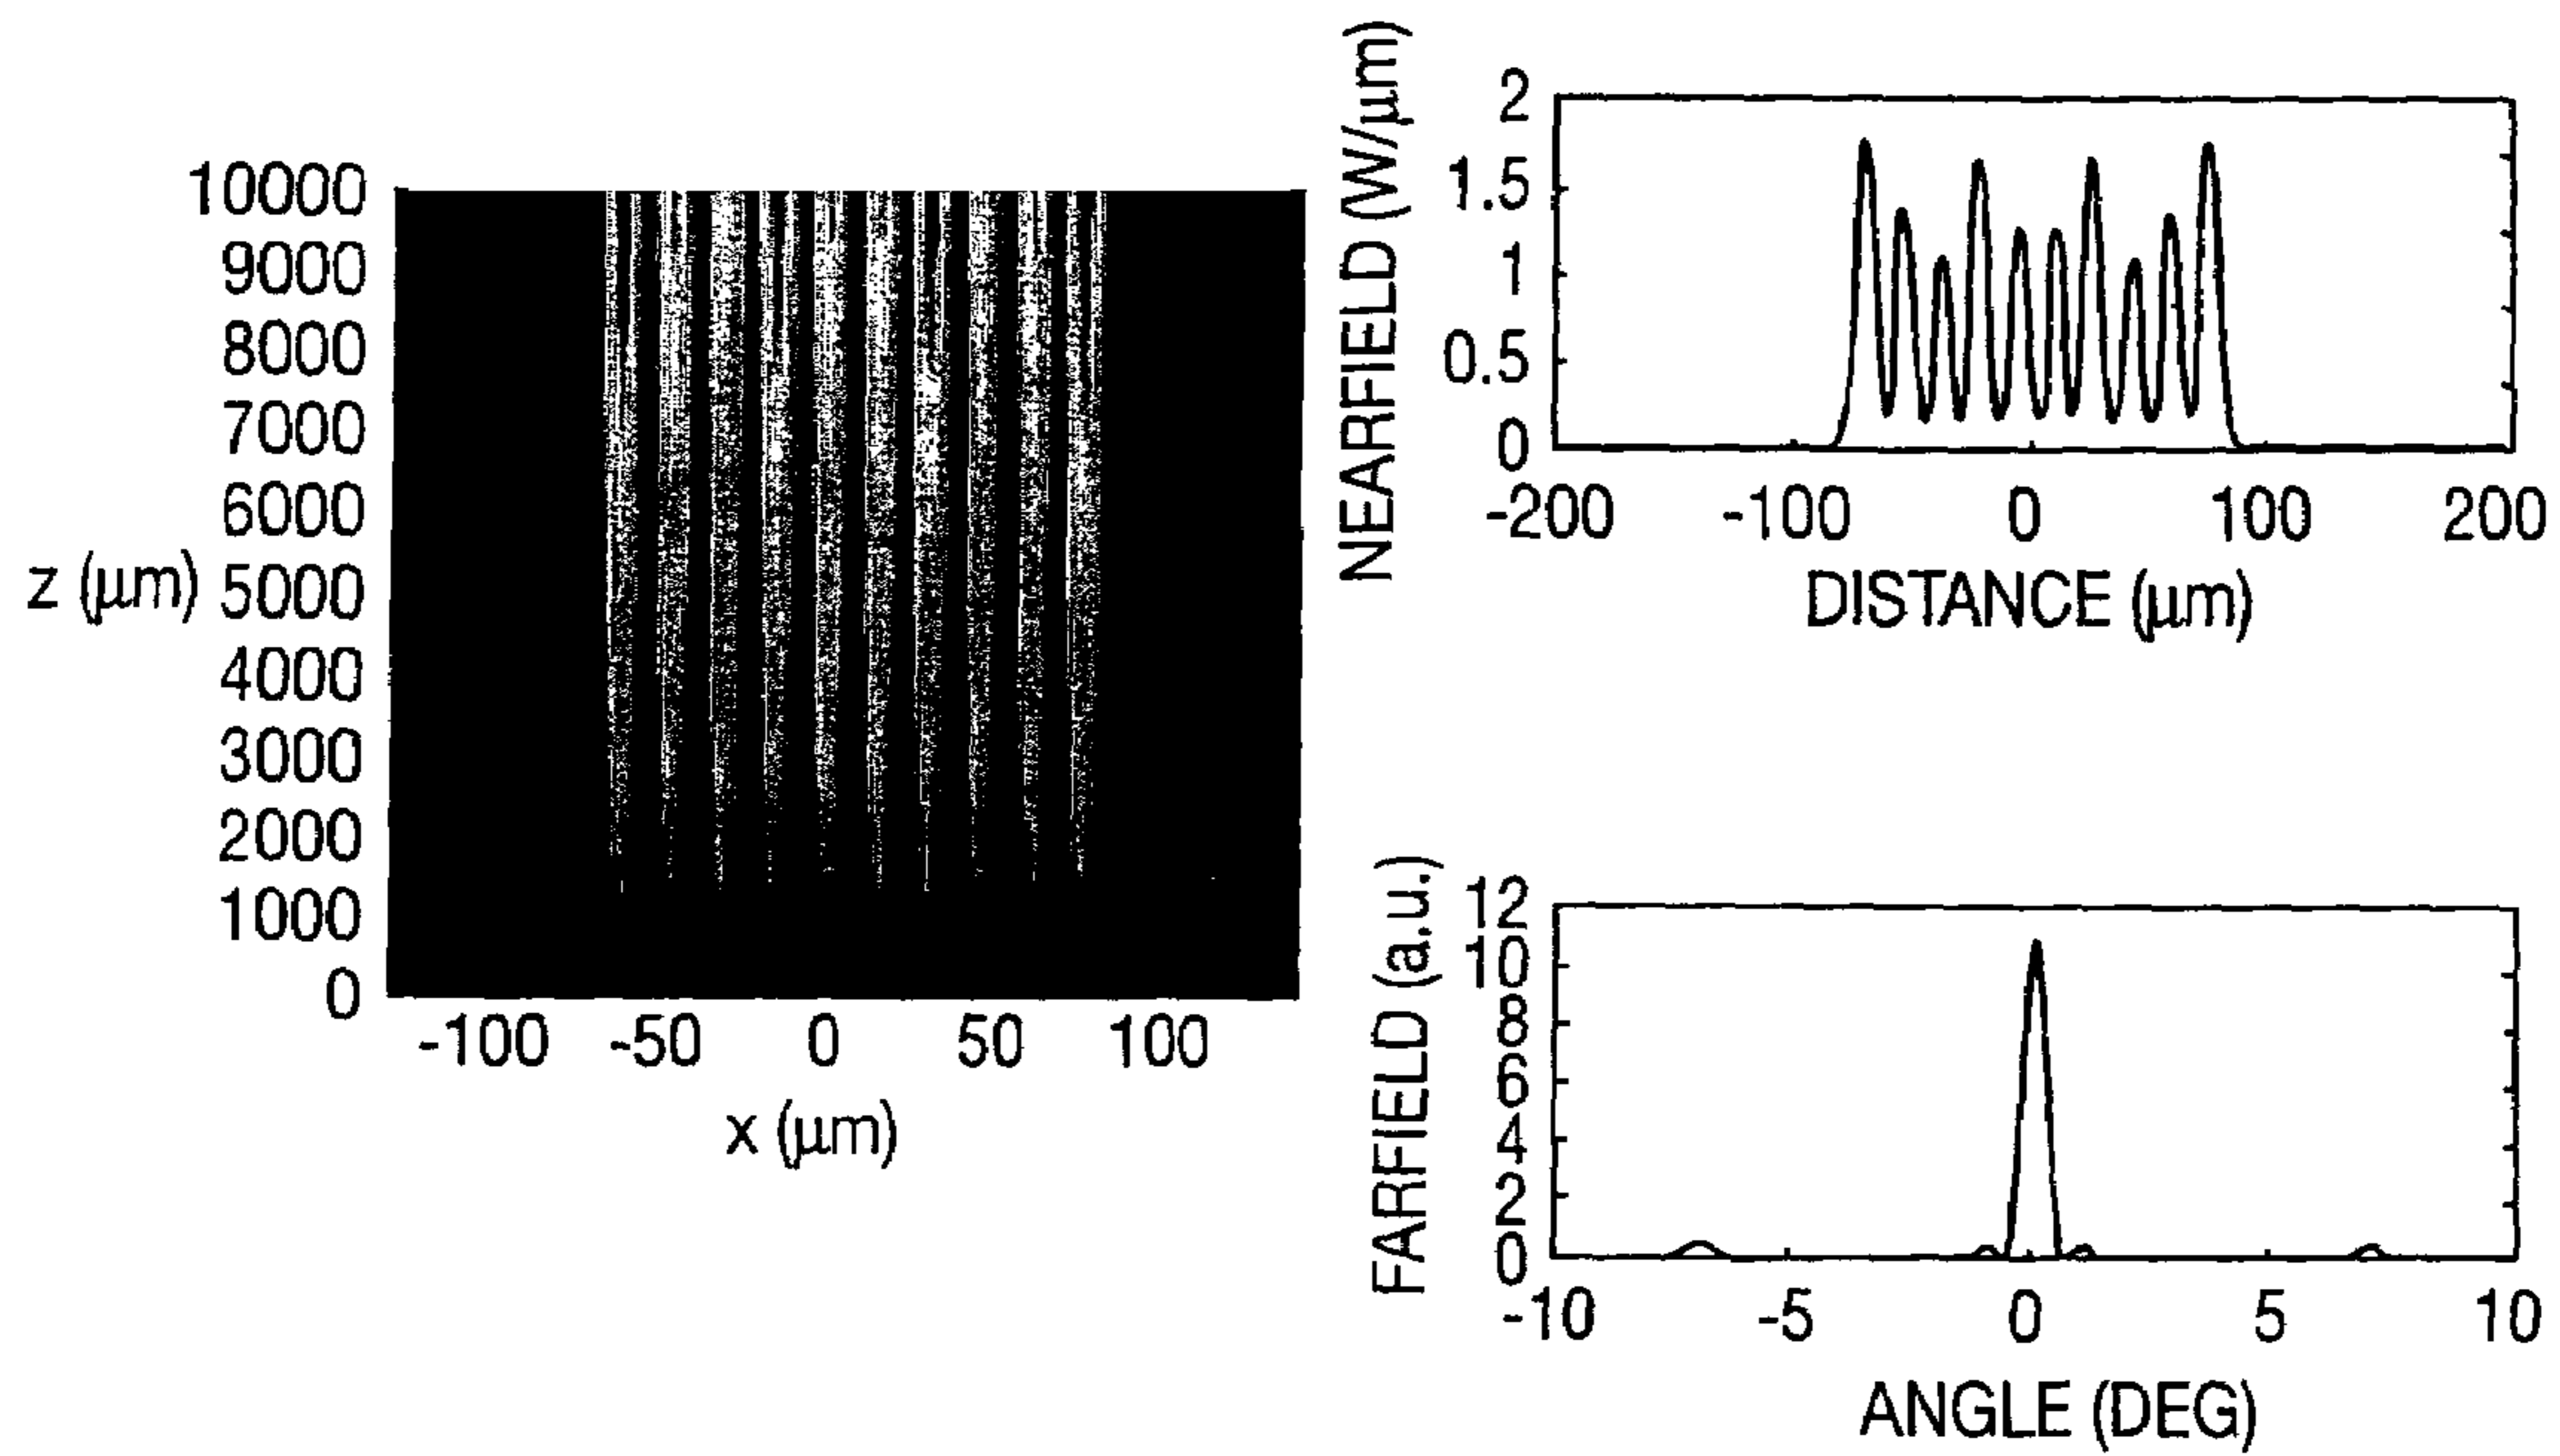 10000
9000
8000
7000
6000
z (μm) 5000
4000
3000
2000
1000
0
-100 -50 0 50 100
x (μm)
NEARFIELD (W/μm)
2
1.5
1
0.5
0
-200 -100 0 100 200
DISTANCE (μm)
FARFIELD (a.u.)
12
10
8
6
4
2
0
-10 -5 0 5 10
ANGLE (DEG)